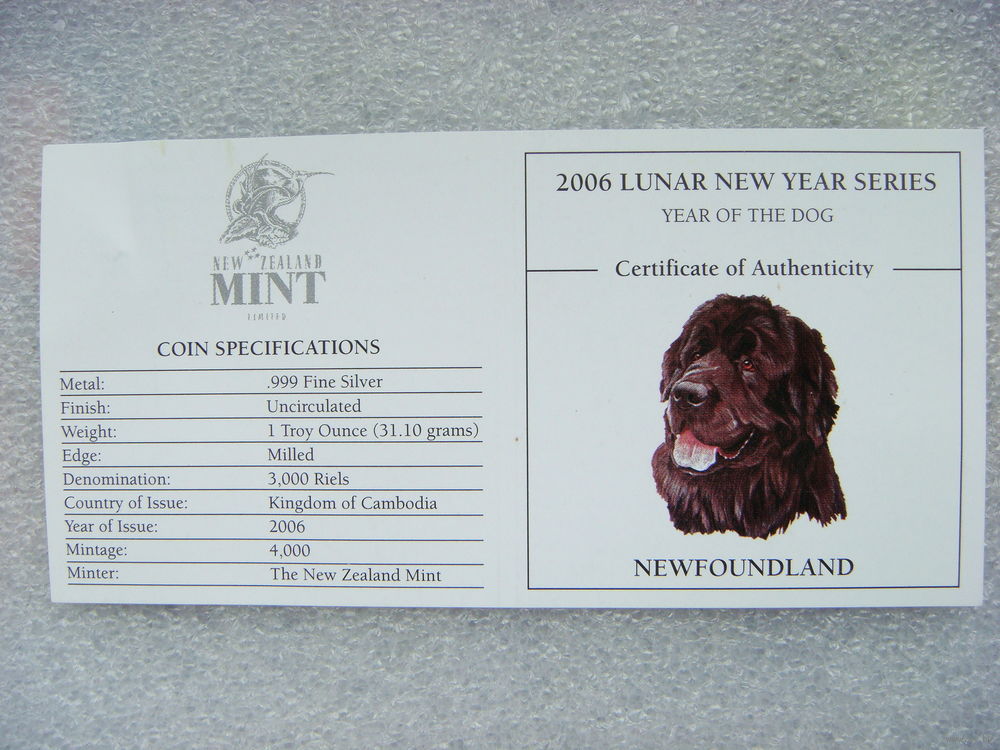 NEW ZEALAND
MINT
LIMITED
COIN SPECIFICATIONS
Metal: .999 Fine Silver
Finish: Uncirculated
Weight: 1 Troy Ounce (31.10 grams)
Edge: Milled
Denomination: 3,000 Riels
Country of Issue: Kingdom of Cambodia
Year of Issue: 2006
Mintage: 4,000
Minter: The New Zealand Mint
2006 LUNAR NEW YEAR SERIES
YEAR OF THE DOG
Certificate of Authenticity
NEWFOUNDLAND